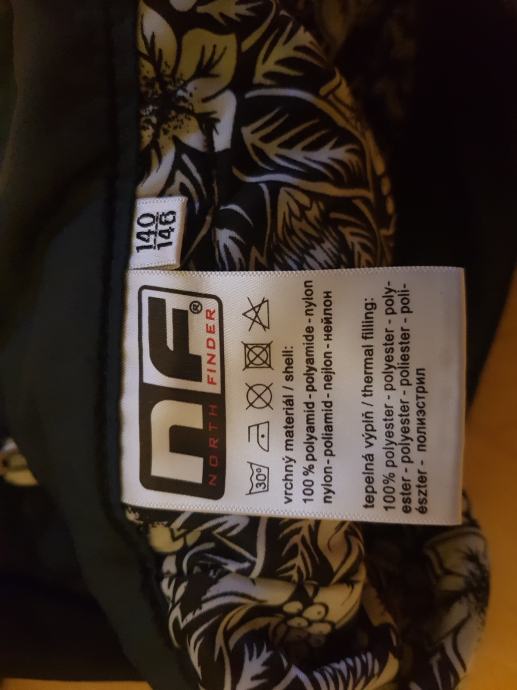 140
146
NF®
NORTH FINDER
30°
vrchný materiál / shell:
100 % polyamid - polyamide - nylon
nylon - poliamid - nejlon - нейлон
tepelná výplň / thermal filling:
100% polyester - polyester - poly-
ester - polyester - poliester - poli-
észter - полиэстрил